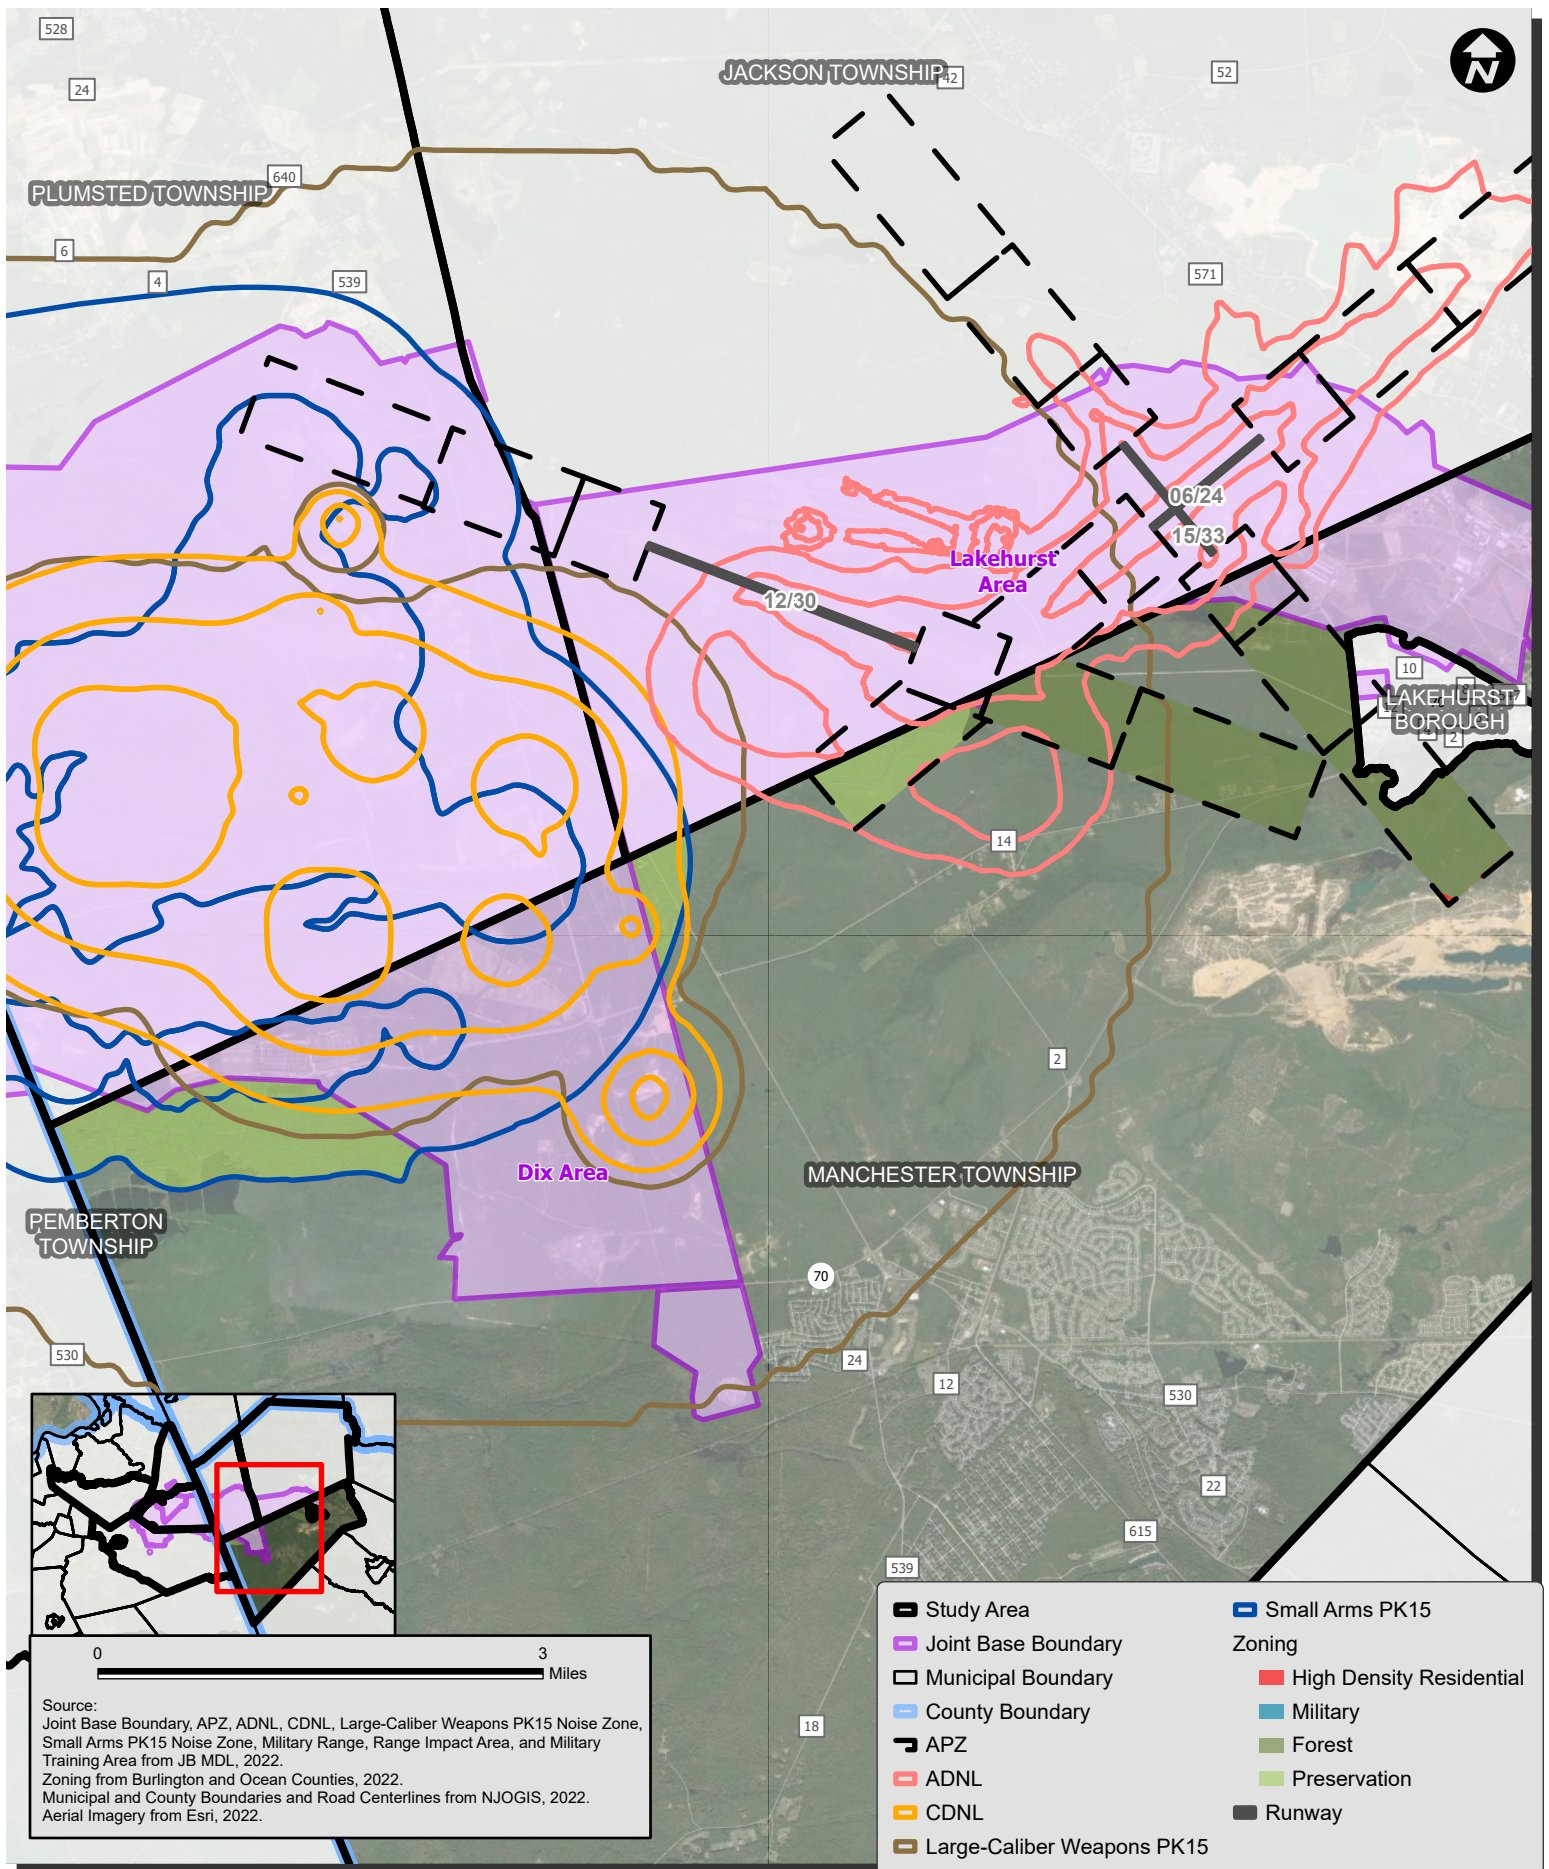 528
24
JACKSON TOWNSHIP
42
52
N
640
PLUMSTED TOWNSHIP
6
4
539
571
06/24
15/33
Lakehurst
Area
12/30
10
8
LAKEHURST
BOROUGH
2
14
2
MANCHESTER TOWNSHIP
Dix Area
PEMBERTON
TOWNSHIP
70
530
24
12
530
22
615
539
18
0
3
Miles
Source:
Joint Base Boundary, APZ, ADNL, CDNL, Large-Caliber Weapons PK15 Noise Zone,
Small Arms PK15 Noise Zone, Military Range, Range Impact Area, and Military
Training Area from JB MDL, 2022.
Zoning from Burlington and Ocean Counties, 2022.
Municipal and County Boundaries and Road Centerlines from NJOGIS, 2022.
Aerial Imagery from Esri, 2022.
Study Area
Joint Base Boundary
Municipal Boundary
County Boundary
APZ
ADNL
CDNL
Large-Caliber Weapons PK15
Small Arms PK15
Zoning
High Density Residential
Military
Forest
Preservation
Runway